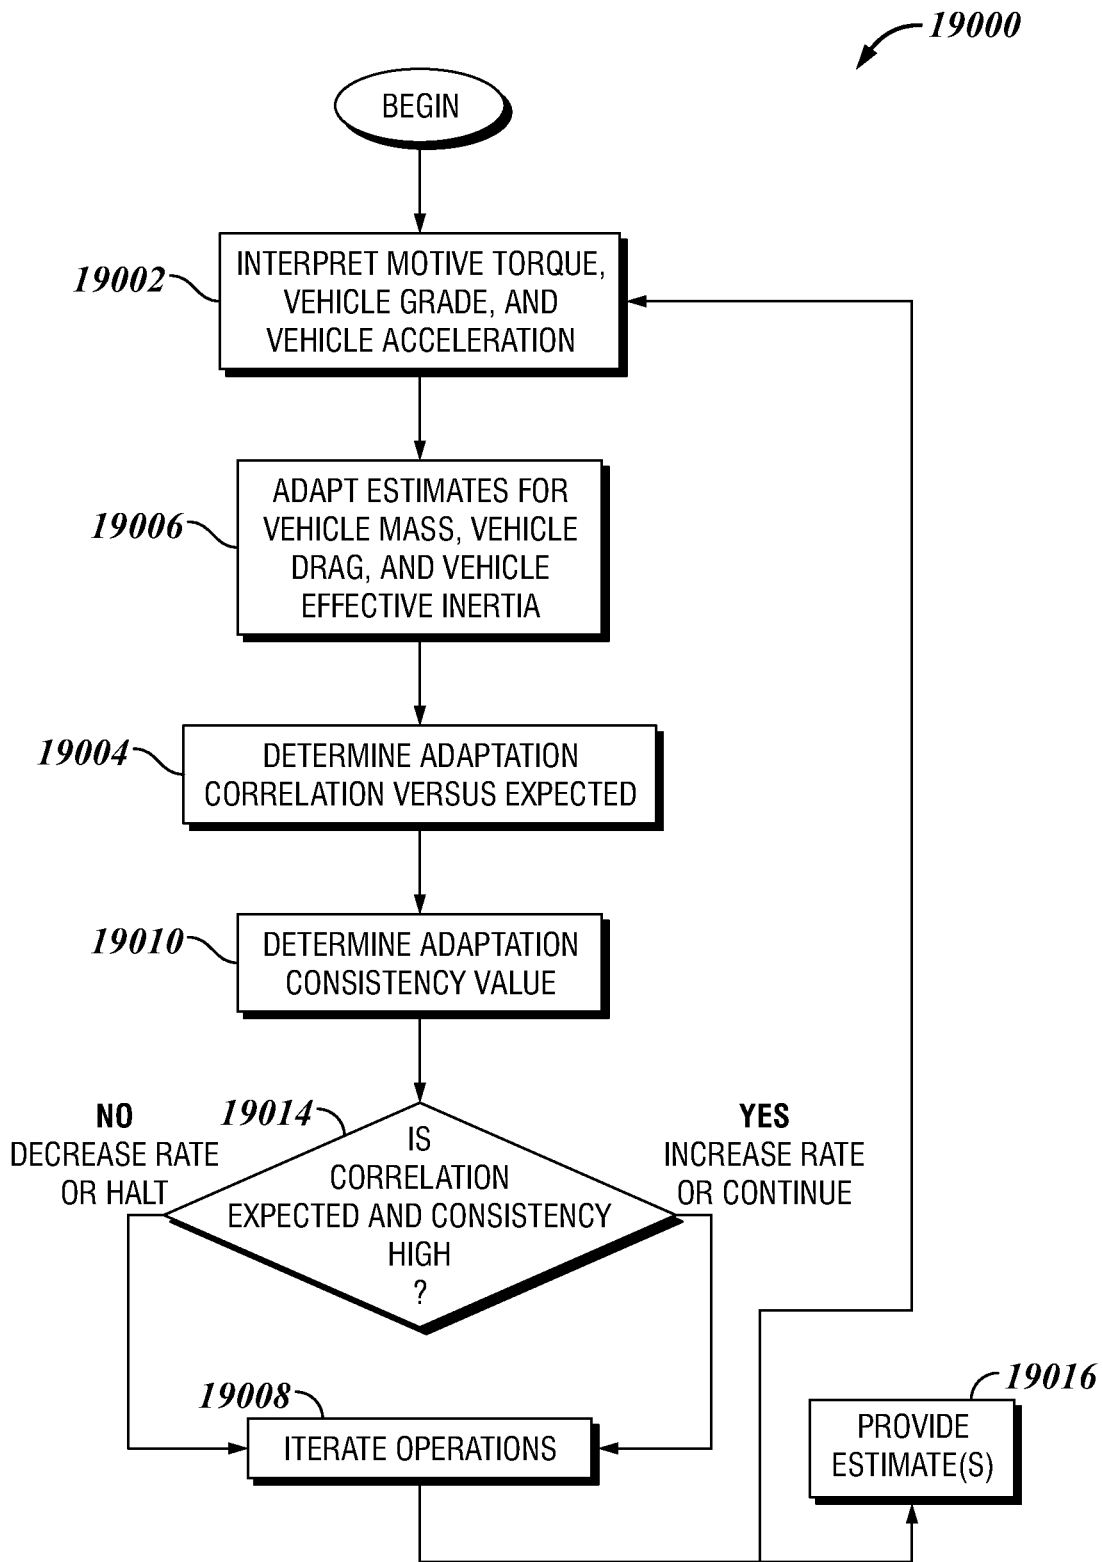 19000
BEGIN
19002
INTERPRET MOTIVE TORQUE,
VEHICLE GRADE, AND
VEHICLE ACCELERATION
19006
ADAPT ESTIMATES FOR
VEHICLE MASS, VEHICLE
DRAG, AND VEHICLE
EFFECTIVE INERTIA
19004
DETERMINE ADAPTATION
CORRELATION VERSUS EXPECTED
19010
DETERMINE ADAPTATION
CONSISTENCY VALUE
19014
NO
DECREASE RATE
OR HALT
IS
CORRELATION
EXPECTED AND CONSISTENCY
HIGH
?
YES
INCREASE RATE
OR CONTINUE
19008
ITERATE OPERATIONS
19016
PROVIDE
ESTIMATE(S)